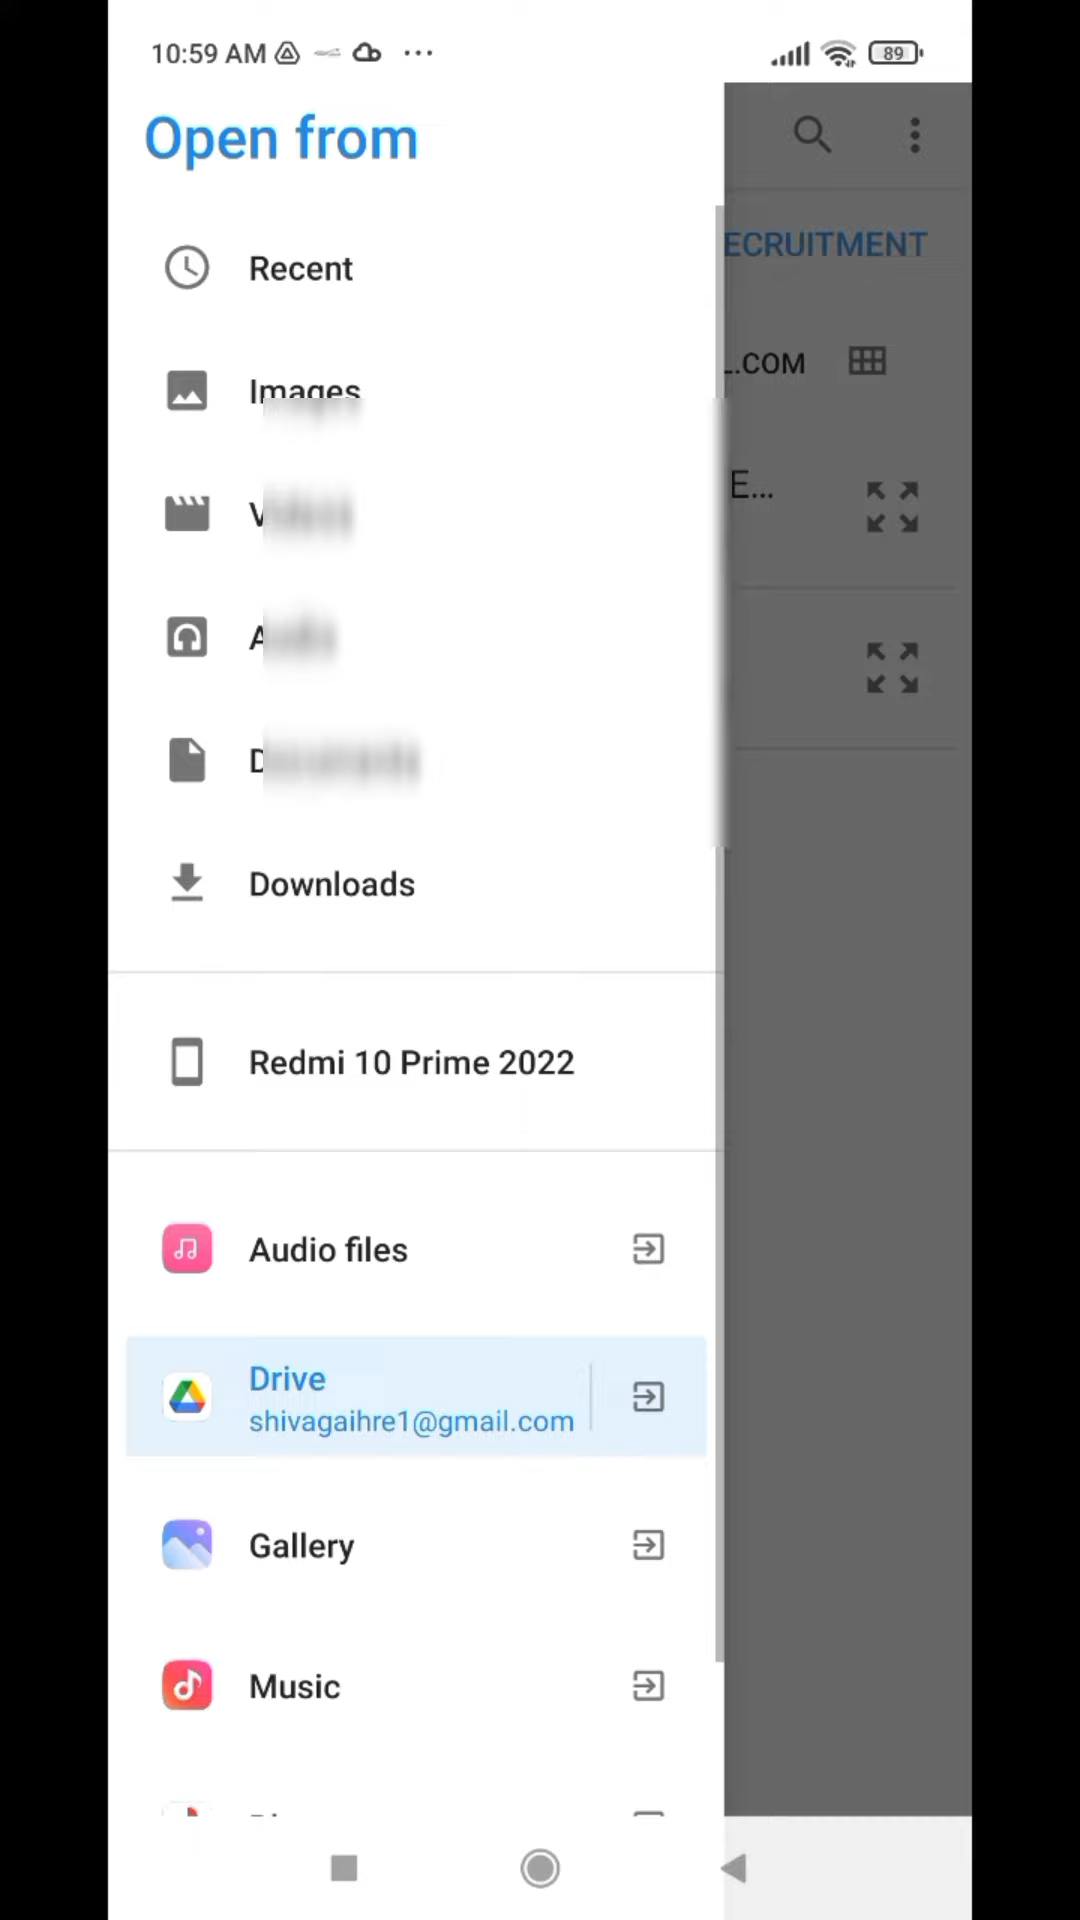 10:59 AM
89
Open from
Recent
ECRUITMENT
.COM
Images
E...
Downloads
Redmi 10 Prime 2022
Audio files
Drive
shivagaihre1@gmail.com
Gallery
Music